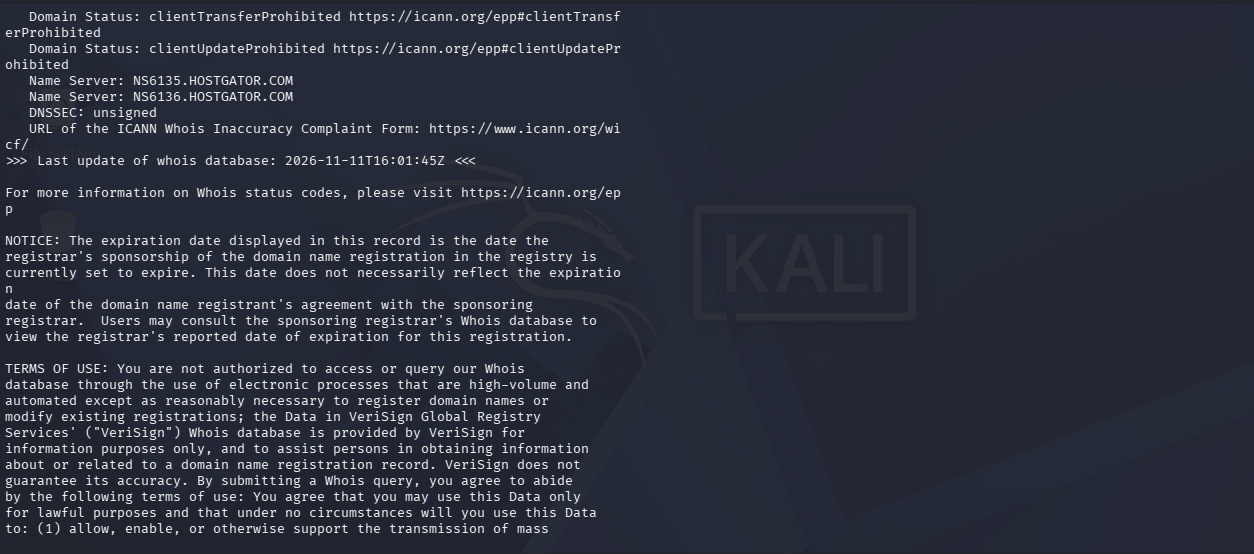 Domain Status: clientTransferProhibited https://icann.org/epp#clientTransf
erProhibited
   Domain Status: clientUpdateProhibited https://icann.org/epp#clientUpdatePr
ohibited
   Name Server: NS6135.HOSTGATOR.COM
   Name Server: NS6136.HOSTGATOR.COM
   DNSSEC: unsigned
   URL of the ICANN Whois Inaccuracy Complaint Form: https://www.icann.org/wi
cf/
>>> Last update of whois database: 2026-11-11T16:01:45Z <<<

For more information on Whois status codes, please visit https://icann.org/ep
p

NOTICE: The expiration date displayed in this record is the date the
registrar's sponsorship of the domain name registration in the registry is
currently set to expire. This date does not necessarily reflect the expiratio
n
date of the domain name registrant's agreement with the sponsoring
registrar.  Users may consult the sponsoring registrar's Whois database to
view the registrar's reported date of expiration for this registration.

TERMS OF USE: You are not authorized to access or query our Whois
database through the use of electronic processes that are high-volume and
automated except as reasonably necessary to register domain names or
modify existing registrations; the Data in VeriSign Global Registry
Services' ("VeriSign") Whois database is provided by VeriSign for
information purposes only, and to assist persons in obtaining information
about or related to a domain name registration record. VeriSign does not
guarantee its accuracy. By submitting a Whois query, you agree to abide
by the following terms of use: You agree that you may use this Data only
for lawful purposes and that under no circumstances will you use this Data
to: (1) allow, enable, or otherwise support the transmission of mass
KALI